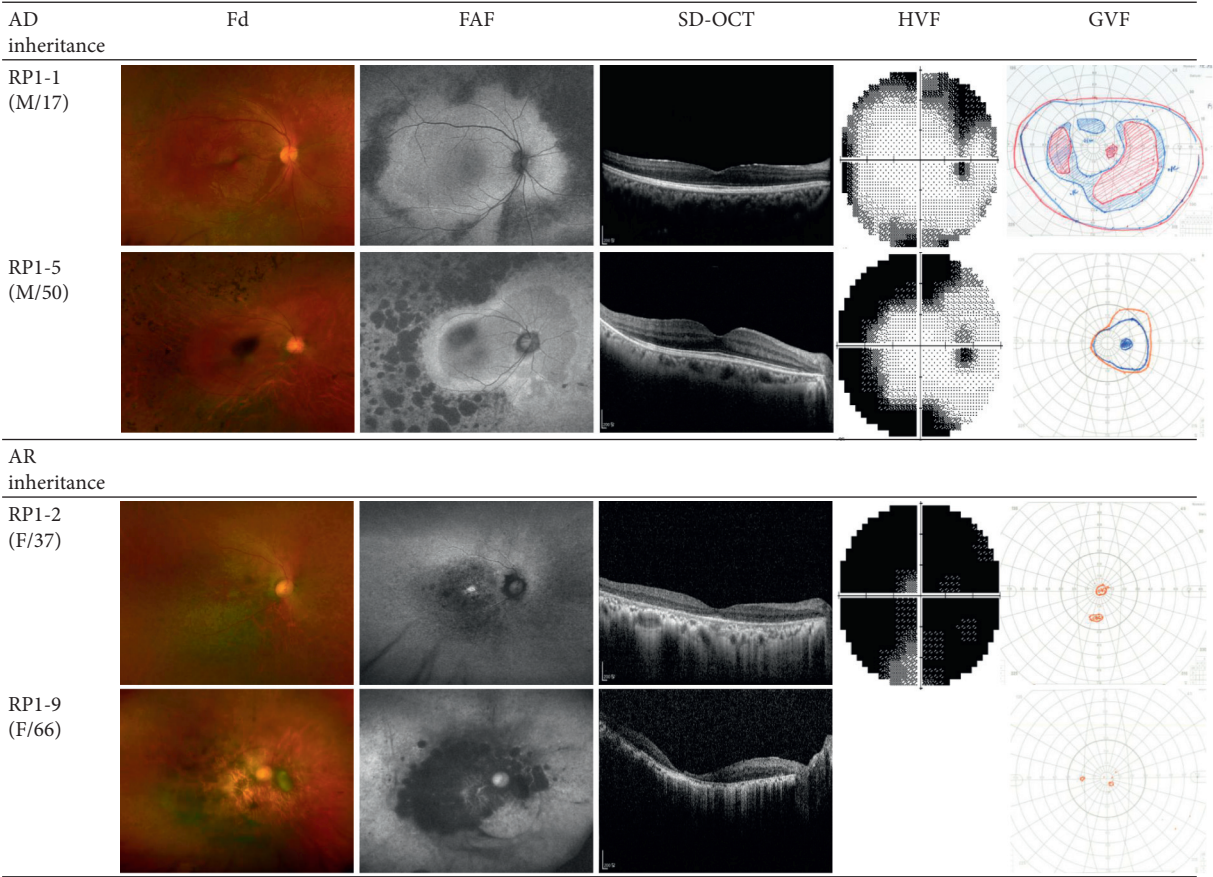 AD inheritance Fd FAF SD-OCT HVF GVF
RP1-1
(M/17)
RP1-5
(M/50)
AR
inheritance
RP1-2
(F/37)
RP1-9
(F/66)